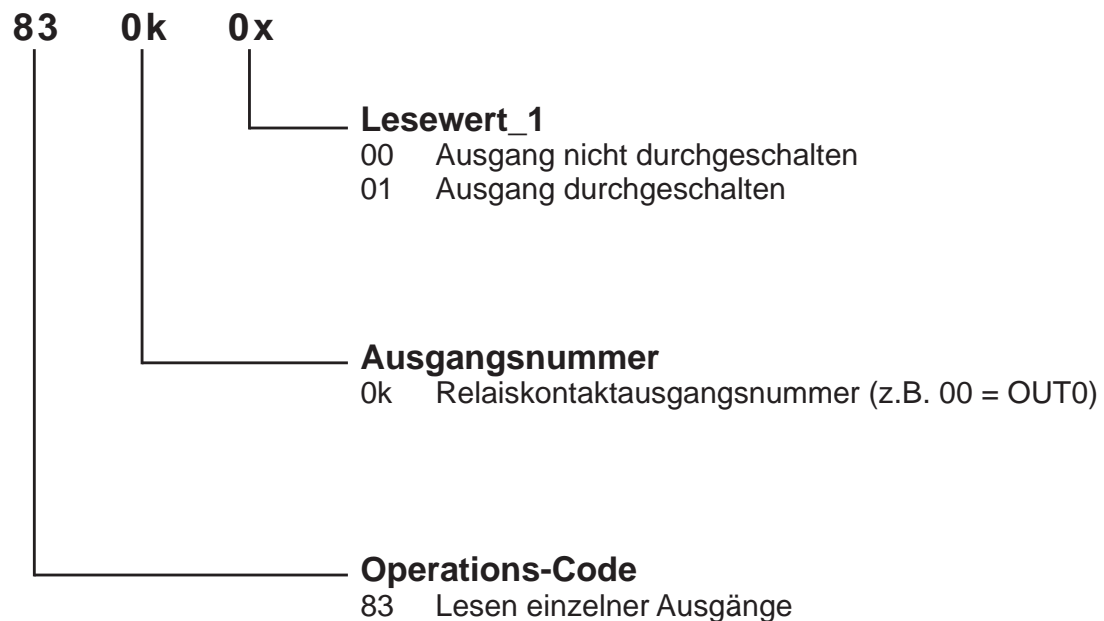 83 0k 0x
Lesewert_1
00 Ausgang nicht durchgeschalten
01 Ausgang durchgeschalten
Ausgangsnummer
0k Relaiskontaktausgangsnummer (z.B. 00 = OUT0)
Operations-Code
83 Lesen einzelner Ausgänge